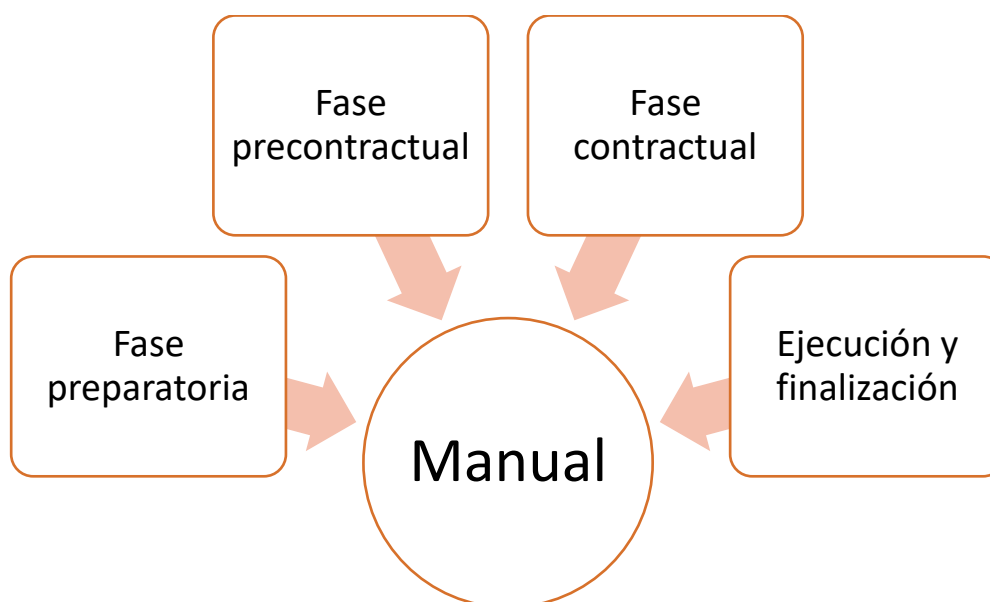 Fase
precontractual
Fase
contractual
Fase
preparatoria
Ejecución y
finalización
Manual